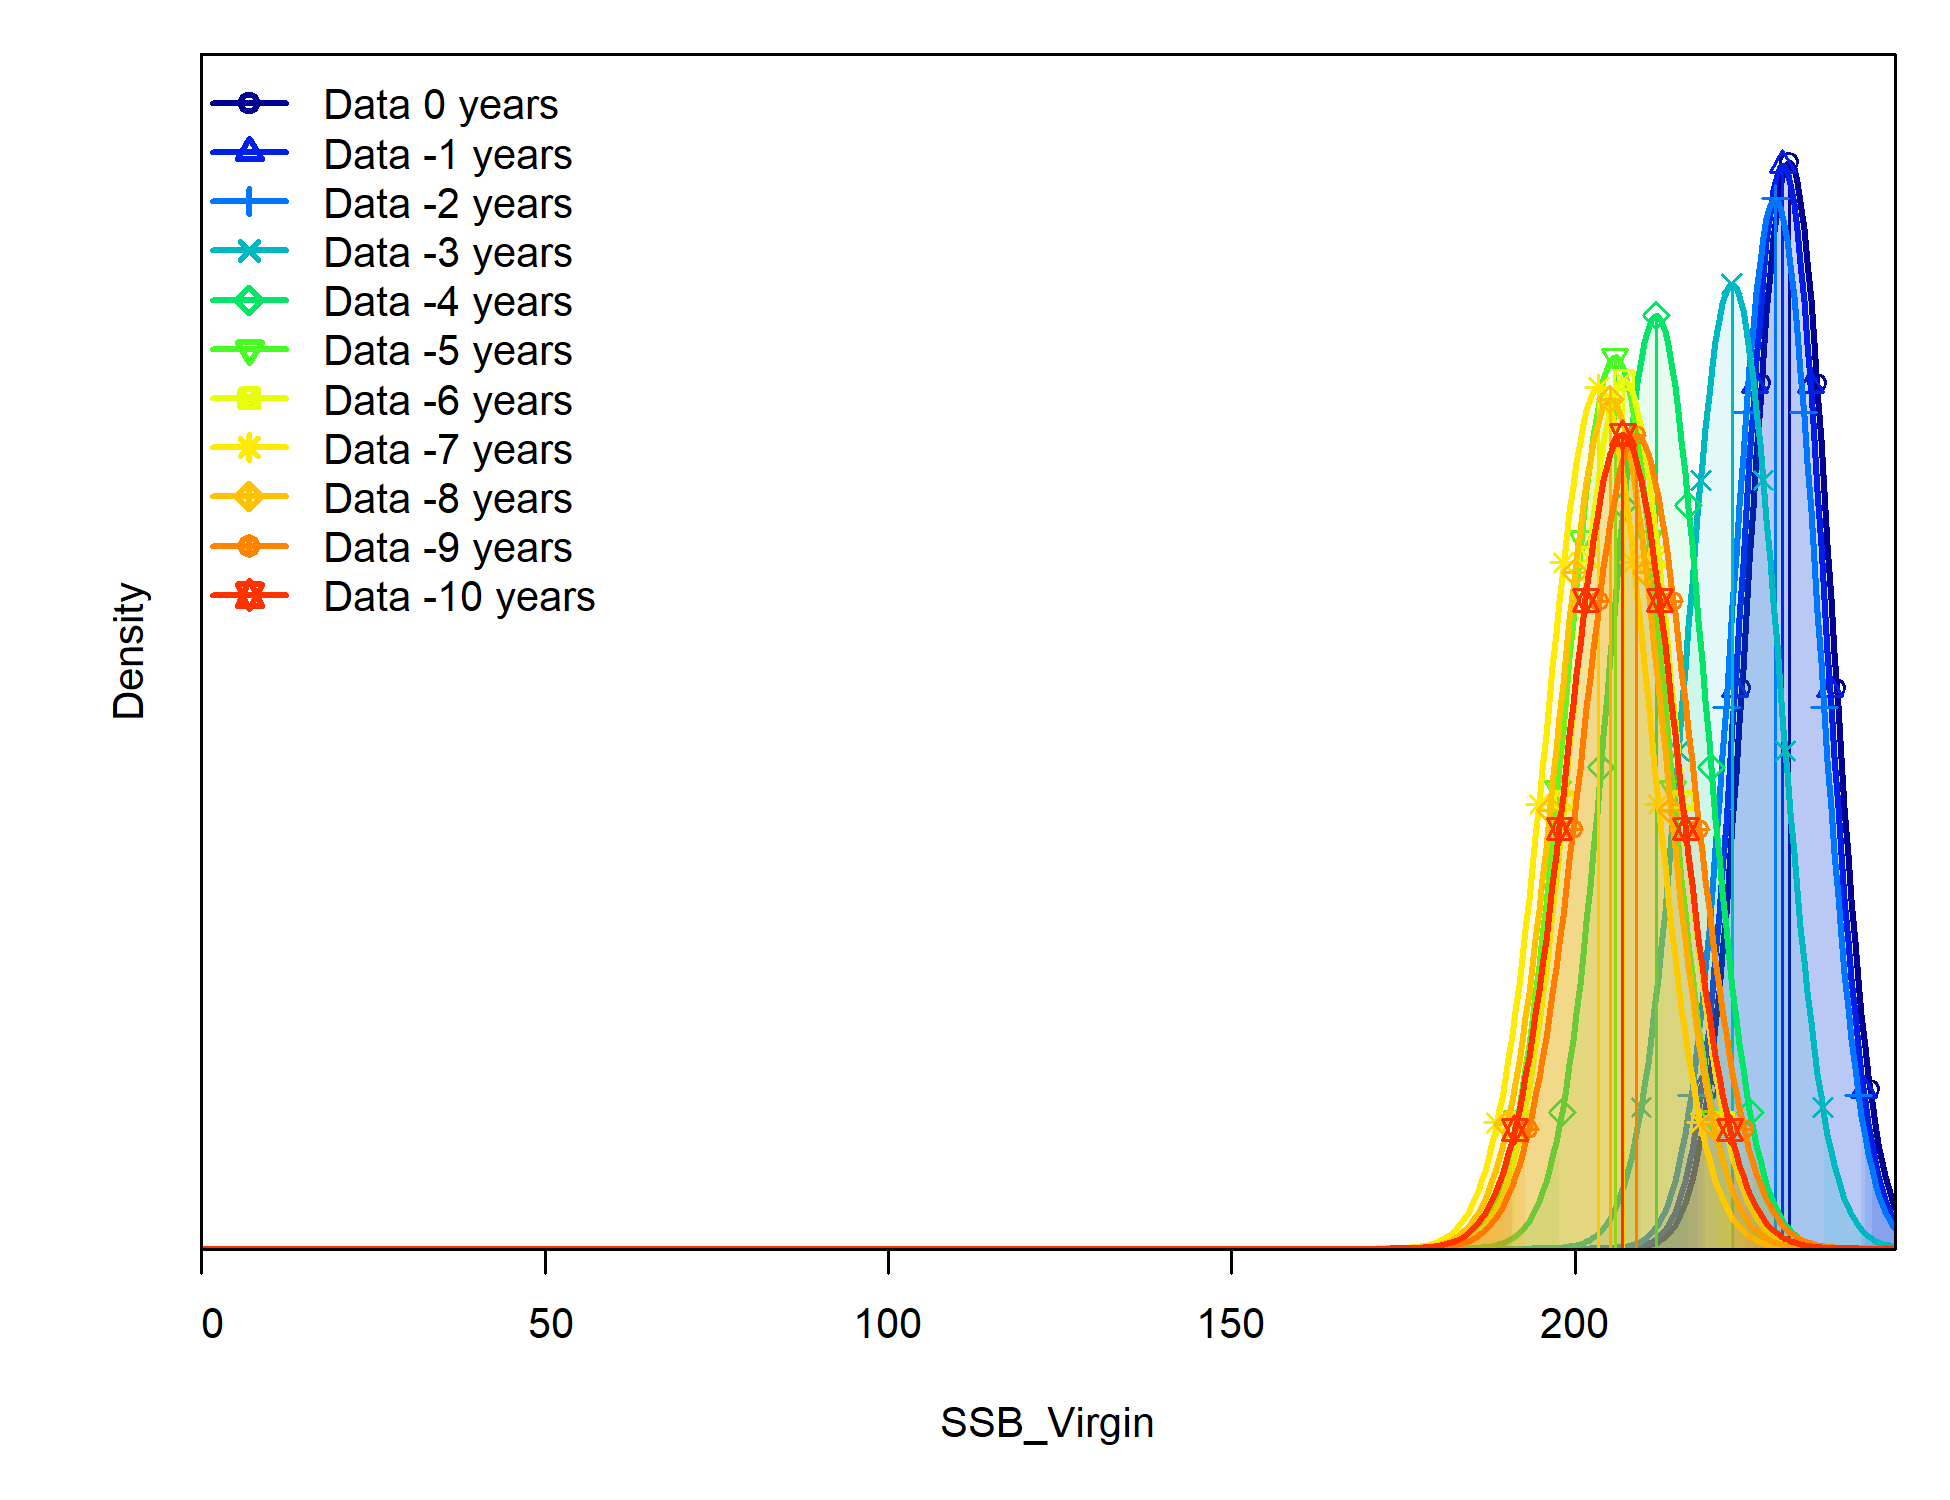 Data 0 years
Data -1 years
Data -2 years
Data -3 years
Data -4 years
Data -5 years
Data -6 years
Data -7 years
Data -8 years
Data -9 years
Data -10 years
Density
0 50 100 150 200
SSB_Virgin